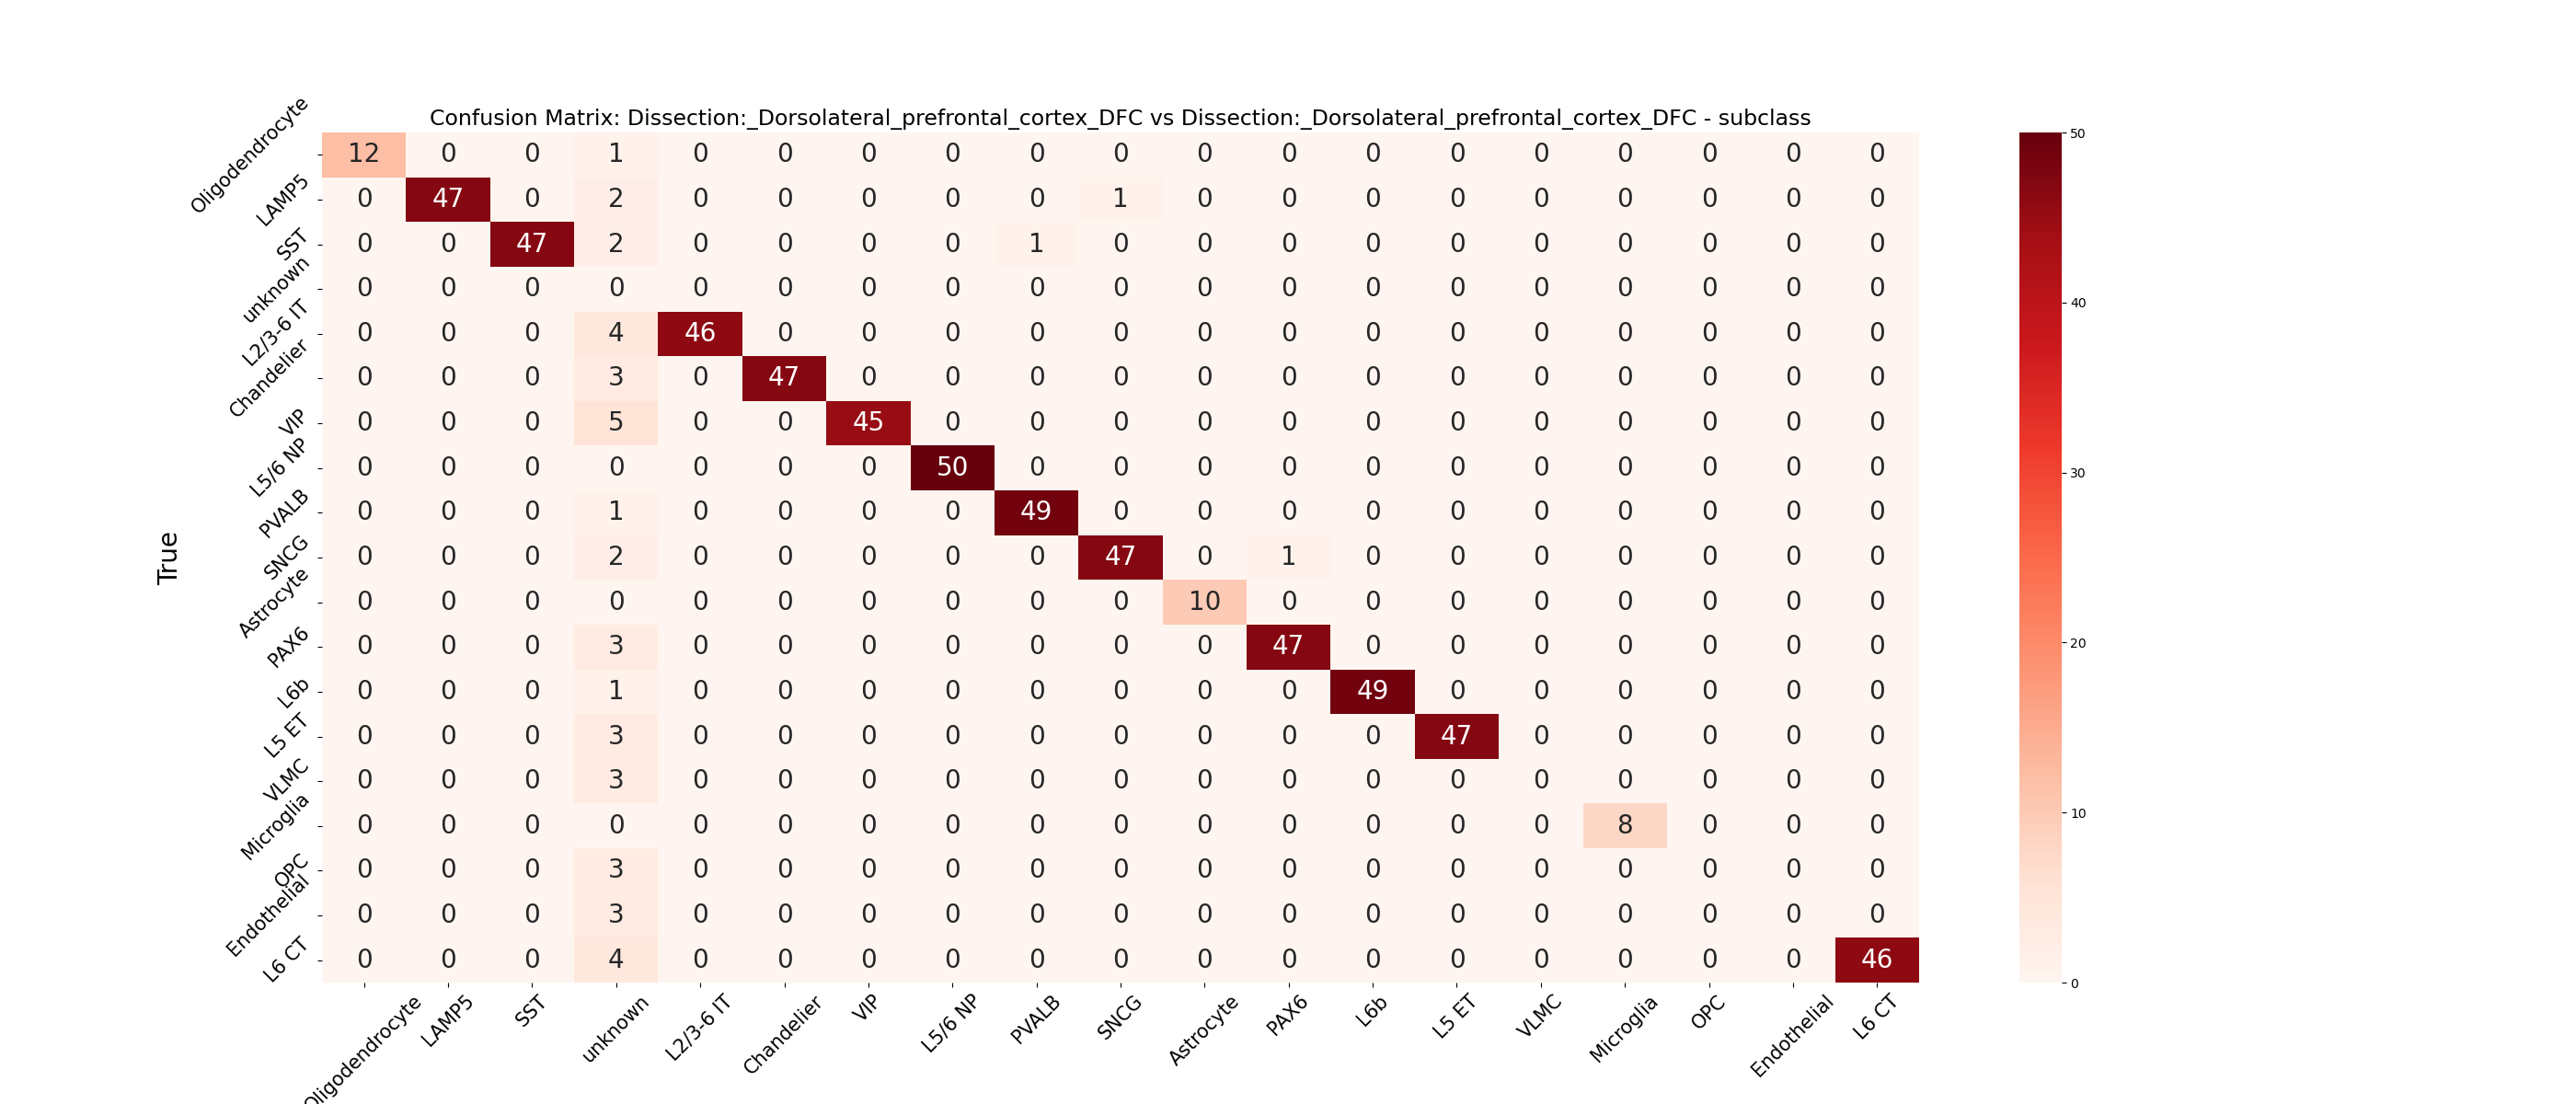 Confusion Matrix: Dissection:_Dorsolateral_prefrontal_cortex_DFC vs Dissection:_Dorsolateral_prefrontal_cortex_DFC - subclass
True
Oligodendrocyte 12 0 0 1 0 0 0 0 0 0 0 0 0 0 0 0 0 0 0
LAMP5 0 47 0 2 0 0 0 0 0 1 0 0 0 0 0 0 0 0 0
SST 0 0 47 2 0 0 0 0 1 0 0 0 0 0 0 0 0 0 0
unknown 0 0 0 0 0 0 0 0 0 0 0 0 0 0 0 0 0 0 0
L2/3-6 IT 0 0 0 4 46 0 0 0 0 0 0 0 0 0 0 0 0 0 0
Chandelier 0 0 0 3 0 47 0 0 0 0 0 0 0 0 0 0 0 0 0
VIP 0 0 0 5 0 0 45 0 0 0 0 0 0 0 0 0 0 0 0
L5/6 NP 0 0 0 0 0 0 0 50 0 0 0 0 0 0 0 0 0 0 0
PVALB 0 0 0 1 0 0 0 0 49 0 0 0 0 0 0 0 0 0 0
SNCG 0 0 0 2 0 0 0 0 0 47 0 1 0 0 0 0 0 0 0
Astrocyte 0 0 0 0 0 0 0 0 0 0 10 0 0 0 0 0 0 0 0
PAX6 0 0 0 3 0 0 0 0 0 0 0 47 0 0 0 0 0 0 0
L6b 0 0 0 1 0 0 0 0 0 0 0 0 49 0 0 0 0 0 0
L5 ET 0 0 0 3 0 0 0 0 0 0 0 0 0 47 0 0 0 0 0
VLMC 0 0 0 3 0 0 0 0 0 0 0 0 0 0 0 0 0 0 0
Microglia 0 0 0 0 0 0 0 0 0 0 0 0 0 0 0 8 0 0 0
OPC 0 0 0 3 0 0 0 0 0 0 0 0 0 0 0 0 0 0 0
Endothelial 0 0 0 3 0 0 0 0 0 0 0 0 0 0 0 0 0 0 0
L6 CT 0 0 0 4 0 0 0 0 0 0 0 0 0 0 0 0 0 0 46
Oligodendrocyte LAMP5 SST unknown L2/3-6 IT Chandelier VIP L5/6 NP PVALB SNCG Astrocyte PAX6 L6b L5 ET VLMC Microglia OPC Endothelial L6 CT
50
40
30
20
10
0